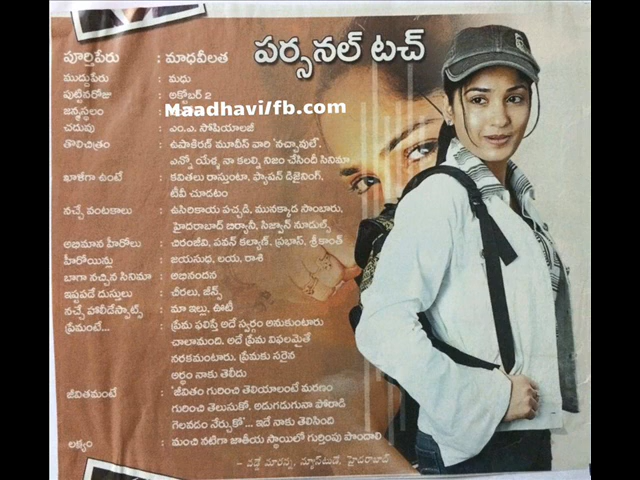 పర్సనల్ టచ్
పూర్తిపేరు : మాధవీలత
ముద్దుపేరు : మధు
పుట్టినరోజు : అక్టోబర్ 2
Maadhavi/fb.com
జన్మస్థలం :
చదువు : ఎం.ఎ. సోషియాలజీ
తొలిచిత్రం : ఉషాకిరణ్ మూవీస్ వారి 'నచ్చావులే'.
ఎన్నో యేళ్ళ నా కలల్ని నిజం చేసిందీ సినిమా
ఖాళీగా ఉంటే : కవితలు రాస్తుంటా. ఫ్యాషన్ డిజైనింగ్,
టీవీ చూడటం
నచ్చే వంటకాలు : ఉసిరికాయ పచ్చడి, మునక్కాడ సాంబారు,
హైదరాబాద్ బిర్యానీ, సిజ్వాన్ నూడుల్స్
అభిమాన హీరోలు : చిరంజీవి, పవన్ కల్యాణ్, ప్రభాస్, శ్రీకాంత్
హీరోయిన్లు : జయసుధ, లయ, రాశి
బాగా నచ్చిన సినిమా : అభినందన
ఇష్టపడే దుస్తులు : చీరలు, జీన్స్
నచ్చే హాలీడేస్పాట్స్ : మా ఇల్లు, ఊటీ
ప్రేమంటే... : ప్రేమ ఫలిస్తే అదే స్వర్గం అనుకుంటారు
చాలామంది. అదే ప్రేమ విఫలమైతే
నరకమంటారు. ప్రేమకు సరైన
అర్థం నాకు తెలీదు
జీవితమంటే : 'జీవితం గురించి తెలియాలంటే మరణం
గురించి తెలుసుకో. అడుగడుగునా పోరాడి
గెలవడం నేర్చుకో'... ఇదే నాకు తెలిసింది
లక్ష్యం : మంచి నటిగా జాతీయ స్థాయిలో గుర్తింపు పొందాలి
- వడ్డే మారన్న, న్యూస్‌టుడే, హైదరాబాద్